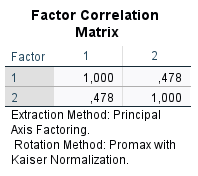 Factor Correlation
Matrix
Factor 1 2
1 1,000 ,478
2 ,478 1,000
Extraction Method: Principal
Axis Factoring.
Rotation Method: Promax with
Kaiser Normalization.